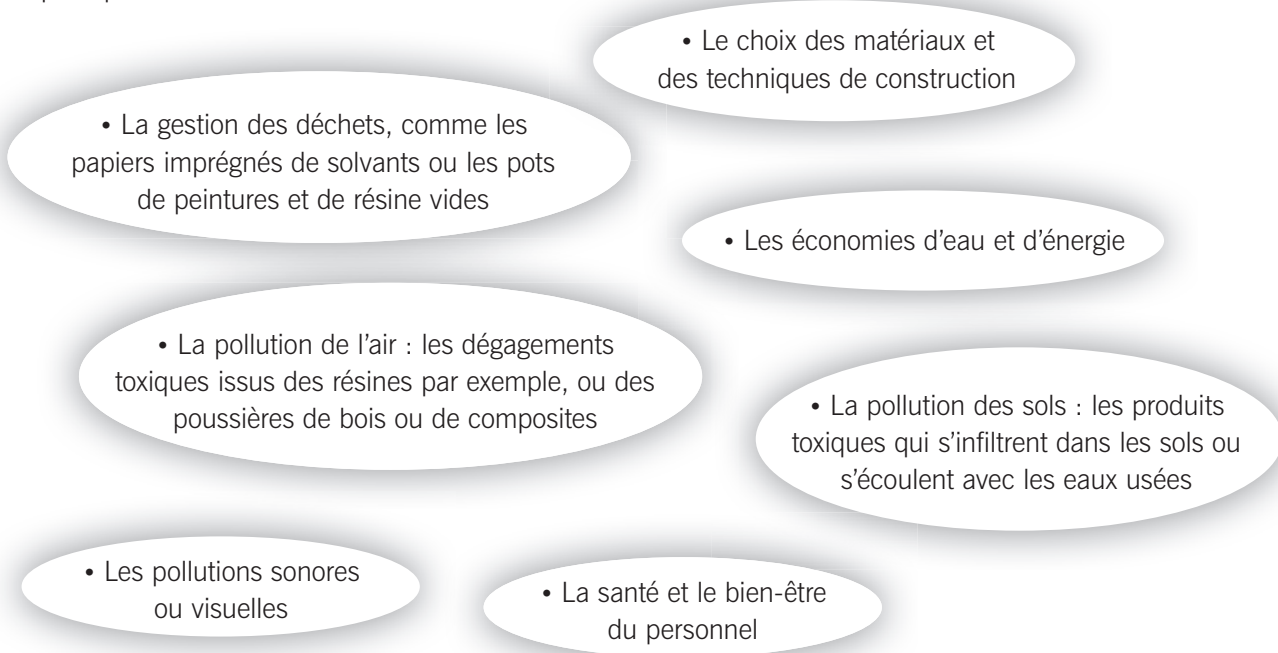 • Le choix des matériaux et
des techniques de construction
• La gestion des déchets, comme les
papiers imprégnés de solvants ou les pots
de peintures et de résine vides
• Les économies d’eau et d’énergie
• La pollution de l’air : les dégagements
toxiques issus des résines par exemple, ou des
poussières de bois ou de composites
• La pollution des sols : les produits
toxiques qui s’infiltrent dans les sols ou
s’écoulent avec les eaux usées
• Les pollutions sonores
ou visuelles
• La santé et le bien-être
du personnel